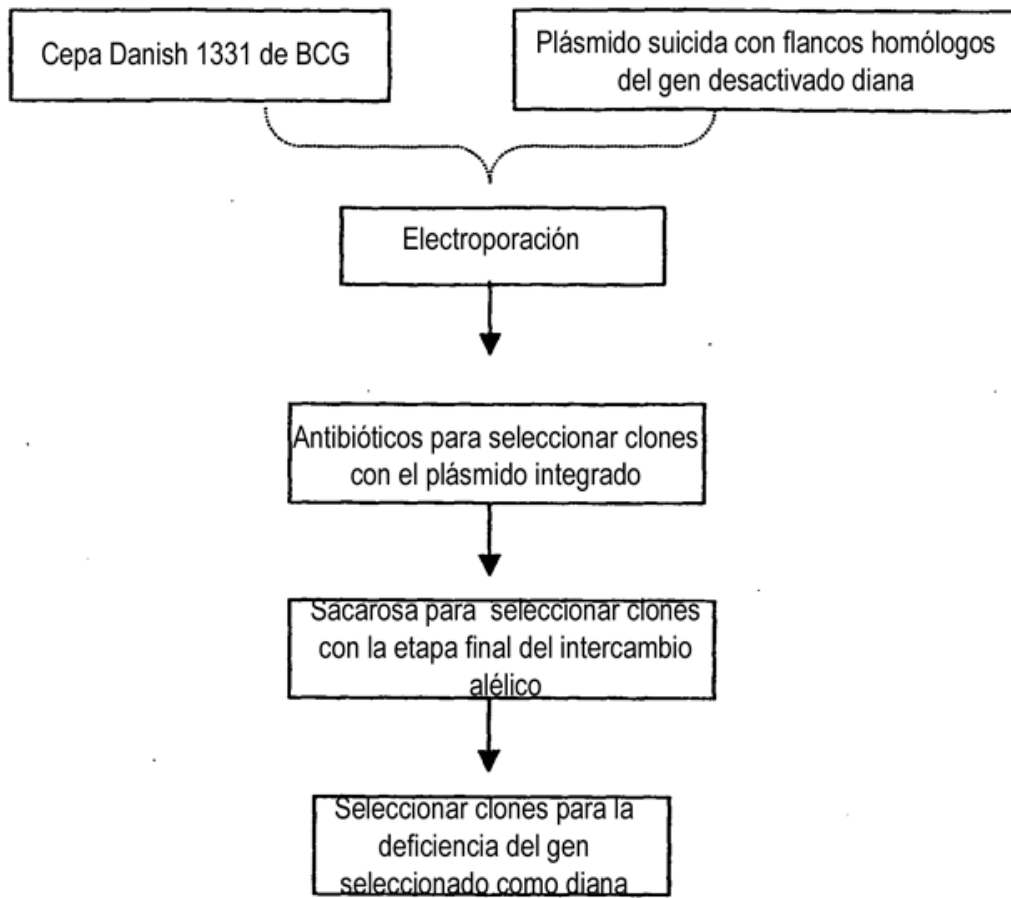 Cepa Danish 1331 de BCG
Plásmido suicida con flancos homólogos
del gen desactivado diana
Electroporación
Antibióticos para seleccionar clones
con el plásmido integrado
Sacarosa para seleccionar clones
con la etapa final del intercambio
alélico
Seleccionar clones para la
deficiencia del gen
seleccionado como diana